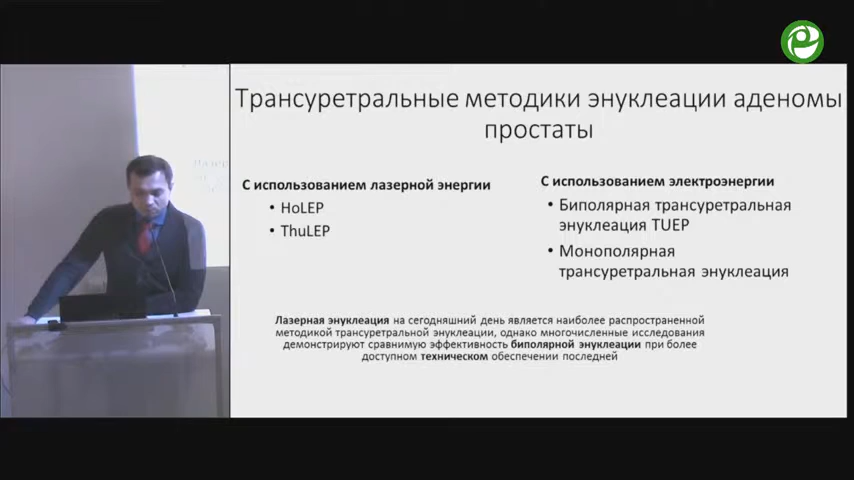 Трансуретральные методики энуклеации аденомы
простаты
С использованием лазерной энергии
• HoLEP
• ThuLEP
С использованием электроэнергии
• Биполярная трансуретральная
энуклеация TUEP
• Монополярная
трансуретральная энуклеация
Лазерная энуклеация на сегодняшний день является наиболее распространенной
методикой трансуретральной энуклеации, однако многочисленные исследования
демонстрируют сравнимую эффективность биполярной энуклеации при более
доступном техническом обеспечении последней